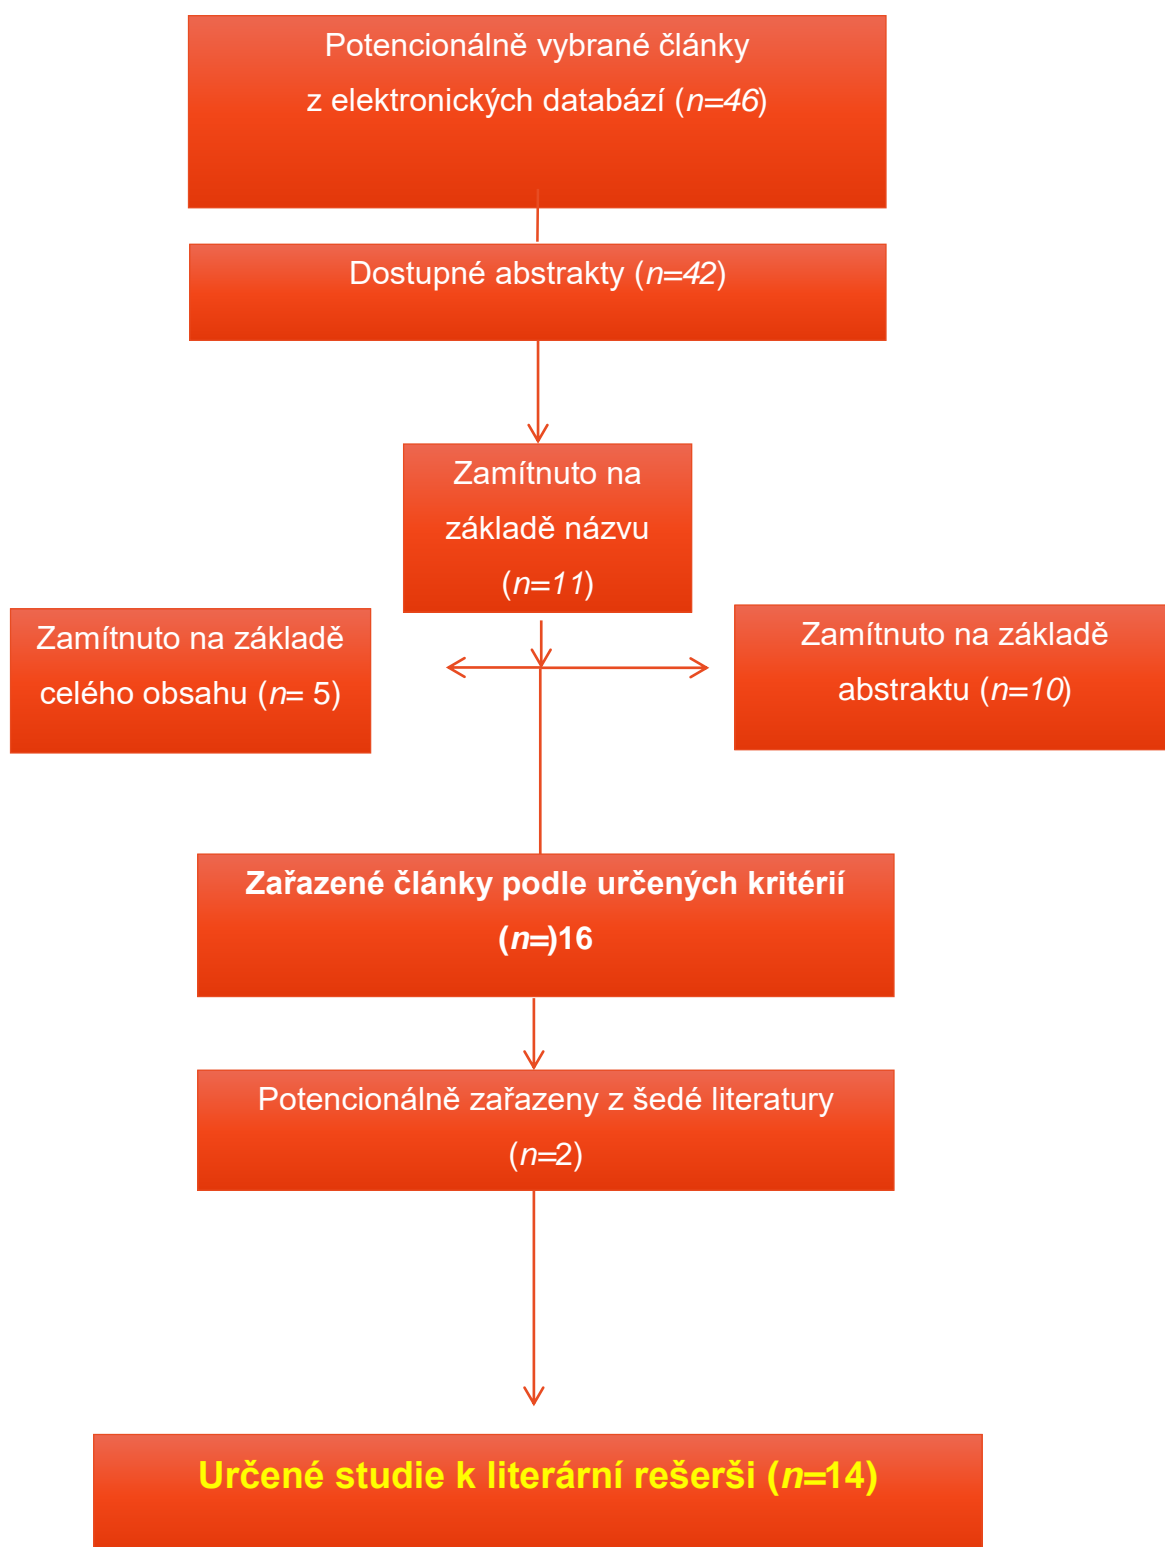 Potencionálně vybrané články
z elektronických databází (n=46)
Dostupné abstrakty (n=42)
Zamítnuto na
základě názvu
(n=11)
Zamítnuto na základě
celého obsahu (n= 5)
Zamítnuto na základě
abstraktu (n=10)
Zařazené články podle určených kritérií
(n=)16
Potencionálně zařazeny z šedé literatury
(n=2)
Určené studie k literární rešerši (n=14)